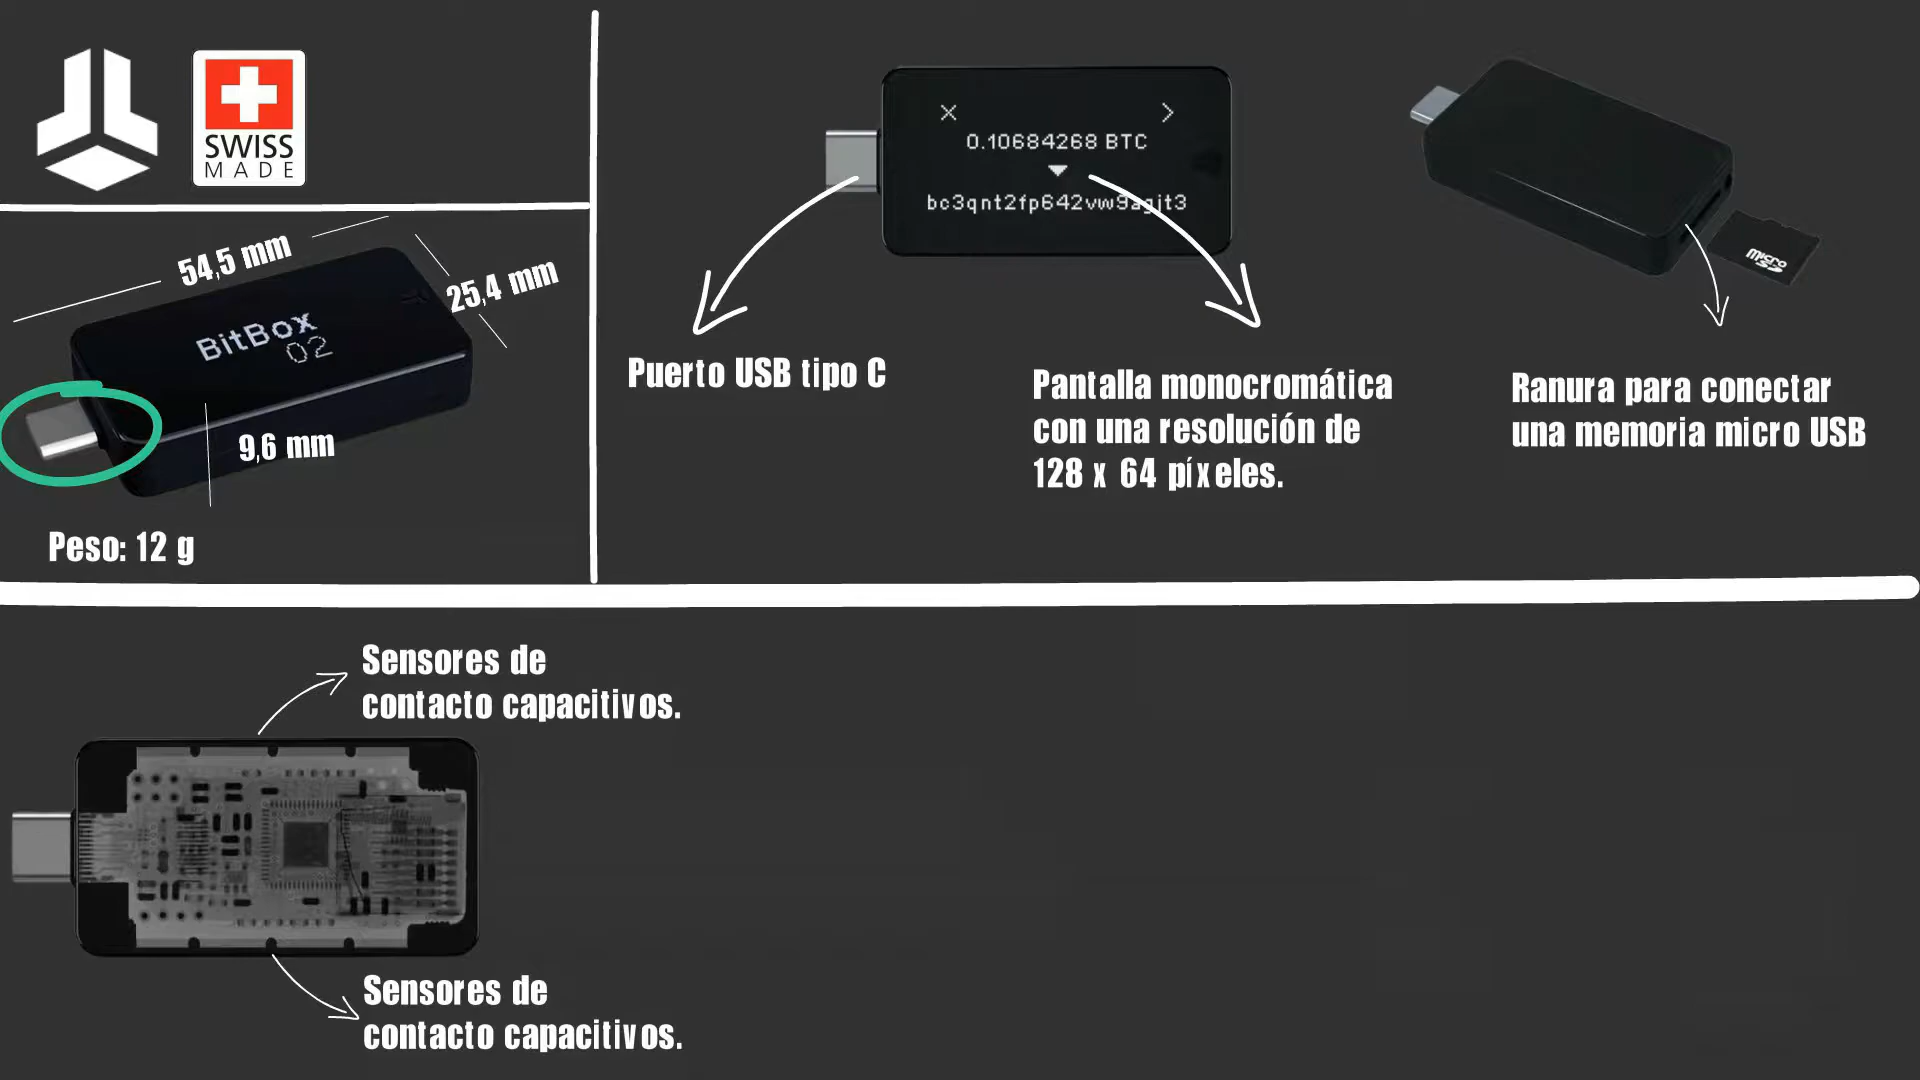 SWISS
MADE
54,5 mm
25,4 mm
BitBox
02
9,6 mm
Peso: 12 g
0.10684268 BTC
bc3qnt2fp642vw9agjt3
Puerto USB tipo C
Pantalla monocromática
con una resolución de
128 x 64 píxeles.
micro
SD
Ranura para conectar
una memoria micro USB
Sensores de
contacto capacitivos.
Sensores de
contacto capacitivos.